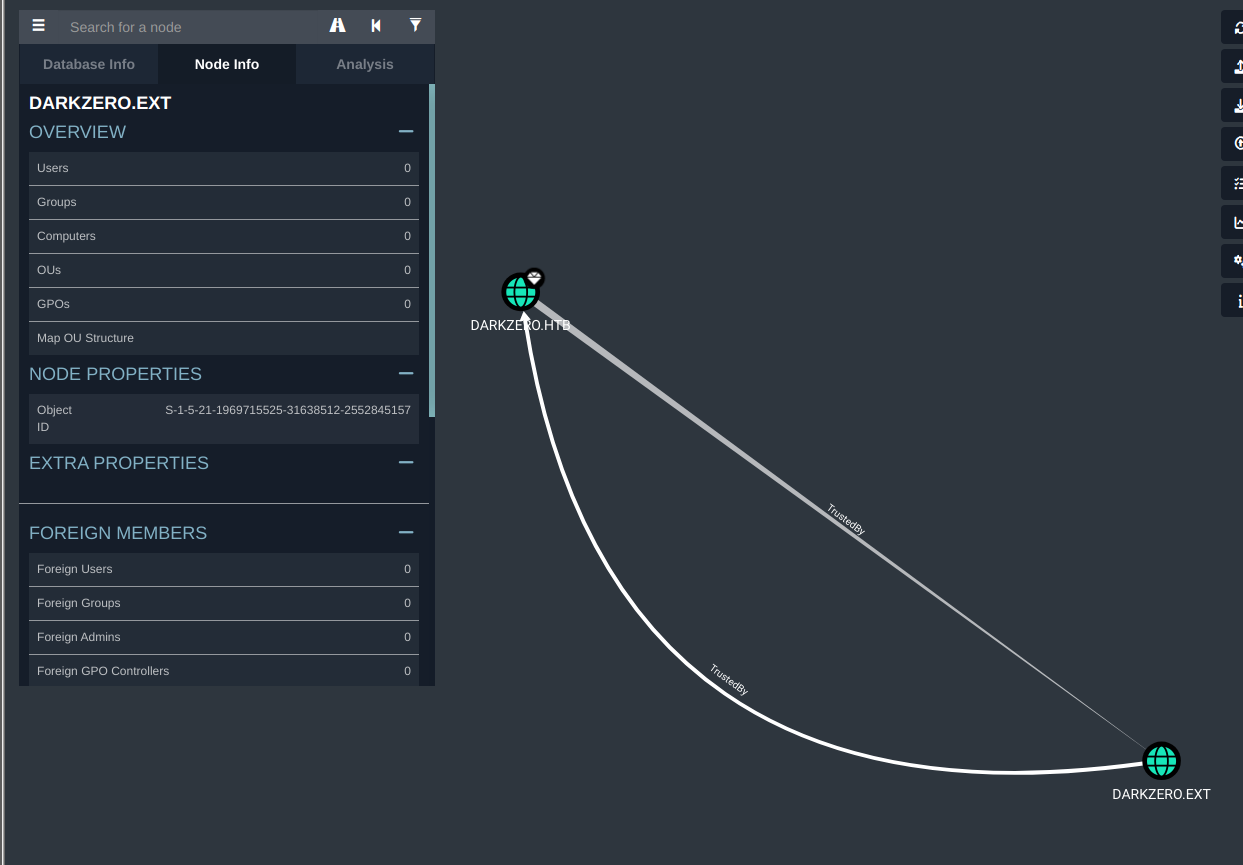 Search for a node
Database Info
Node Info
Analysis
DARKZERO.EXT
OVERVIEW
Users 0
Groups 0
Computers 0
OUs 0
GPOs 0
Map OU Structure
NODE PROPERTIES
Object S-1-5-21-1969715525-31638512-2552845157
ID
EXTRA PROPERTIES
FOREIGN MEMBERS
Foreign Users 0
Foreign Groups 0
Foreign Admins 0
Foreign GPO Controllers 0
DARKZERO.HTB
TrustedBy
TrustedBy
DARKZERO.EXT